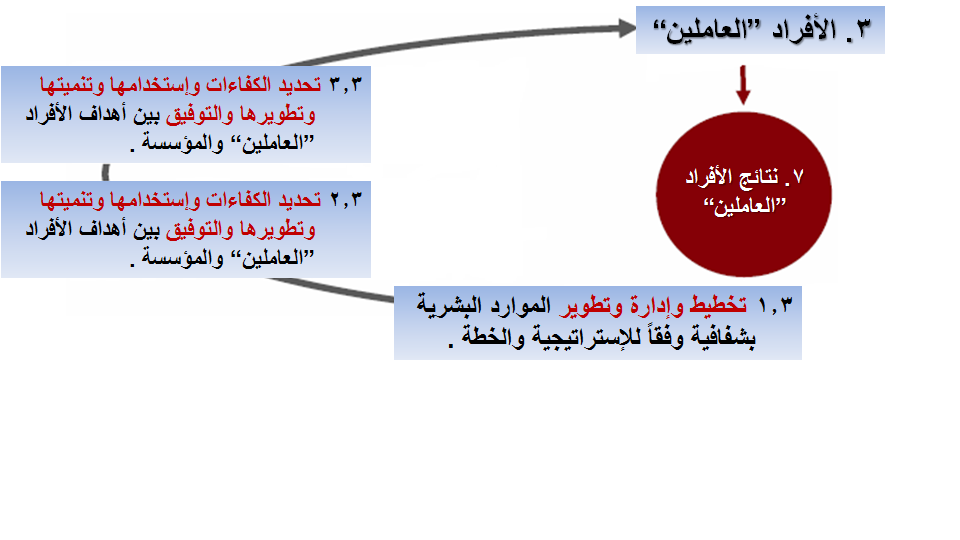 ٣. الأفراد ”العاملين“
٣,٣ تحديد الكفاءات وإستخدامها وتنميتها
وتطويرها والتوفيق بين أهداف الأفراد
”العاملين“ والمؤسسة .
٧. نتائج الأفراد
”العاملين“
٢,٣ تحديد الكفاءات وإستخدامها وتنميتها
وتطويرها والتوفيق بين أهداف الأفراد
”العاملين“ والمؤسسة .
١,٣ تخطيط وإدارة وتطوير الموارد البشرية
بشفافية وفقاً للإستراتيجية والخطة .